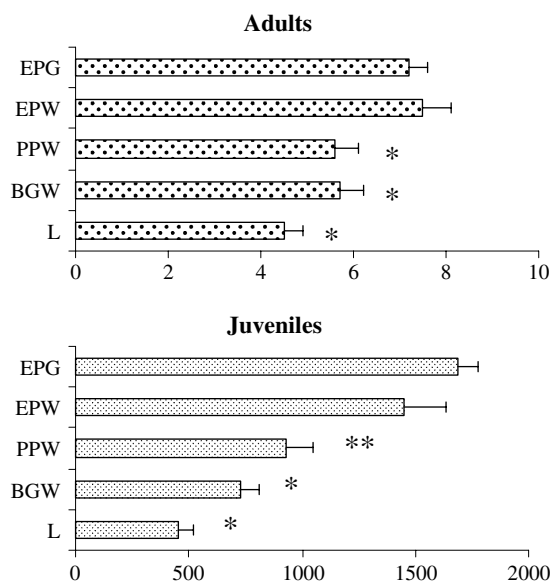 Adults
EPG
EPW
PPW *
BGW *
L *
0 2 4 6 8 10
Juveniles
EPG
EPW
PPW **
BGW *
L *
0 500 1000 1500 2000